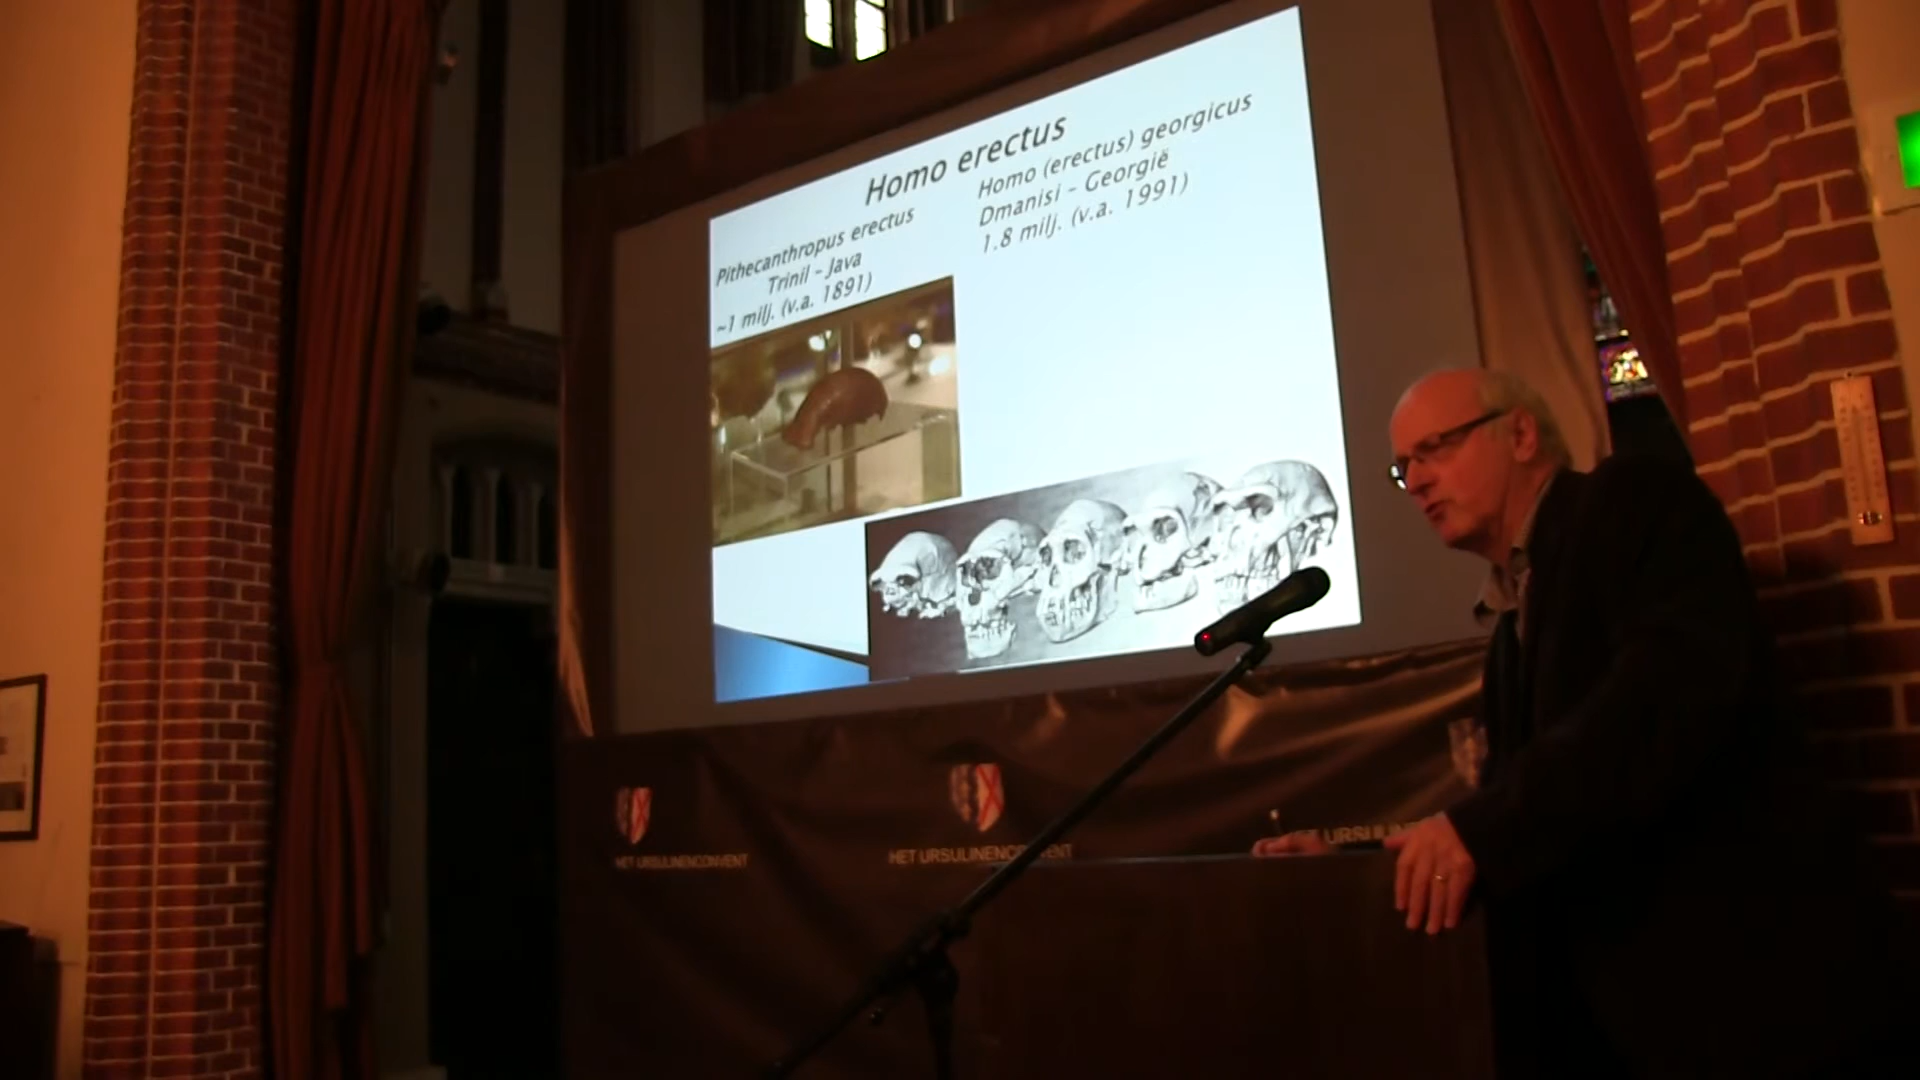 Homo erectus
Pithecanthropus erectus
Trinil - Java
~1 milj. (v.a. 1891)
Homo (erectus) georgicus
Dmanisi - Georgië
1.8 milj. (v.a. 1991)
HET URSULINENCONVENT
HET URSULINENCONVENT